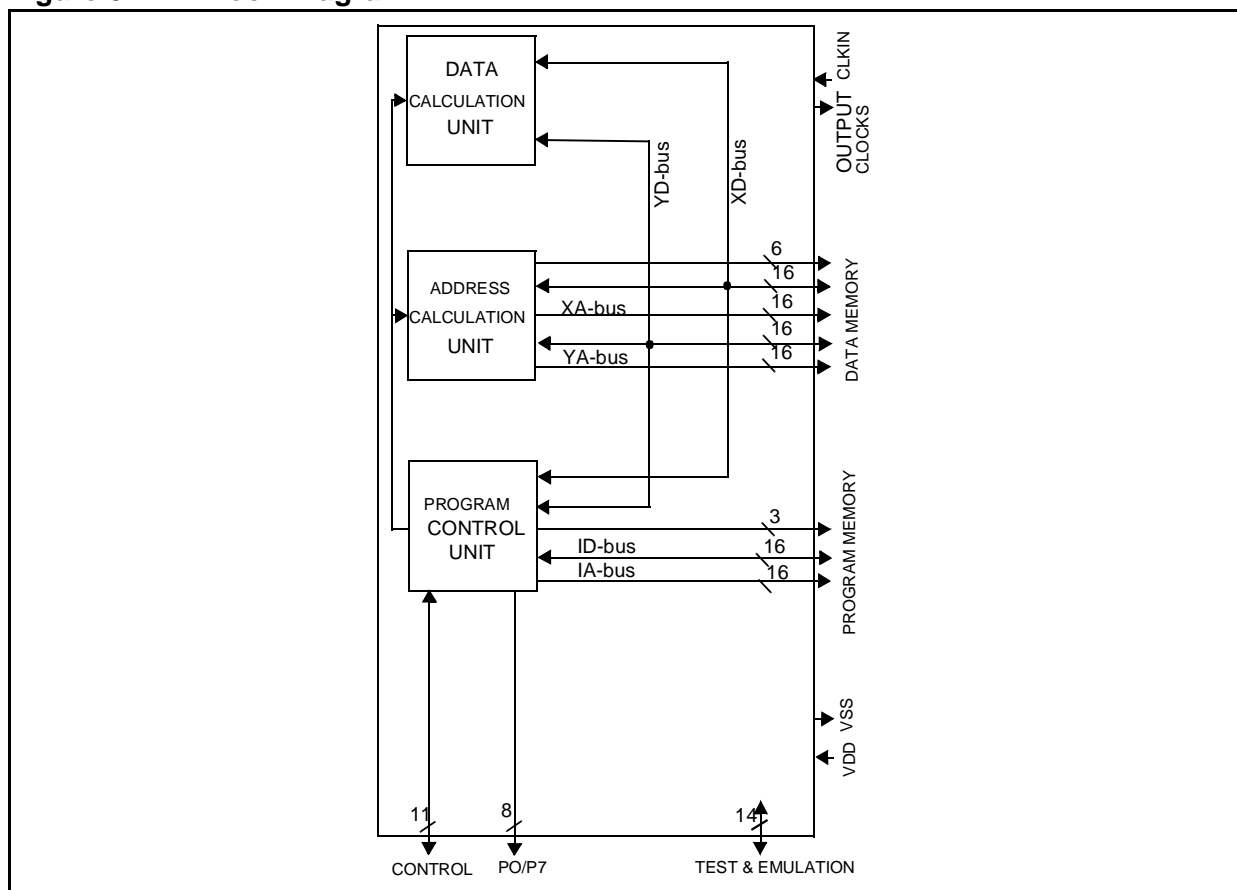 DATA
CALCULATION
UNIT
YD-bus
XD-bus
CLKIN
OUTPUT
CLOCKS
ADDRESS
CALCULATION
UNIT
6
16
XA-bus
16
16
YA-bus
16
DATA MEMORY
PROGRAM
CONTROL
UNIT
3
ID-bus
16
IA-bus
16
PROGRAM MEMORY
VSS
VDD
11
8
14
CONTROL
PO/P7
TEST & EMULATION